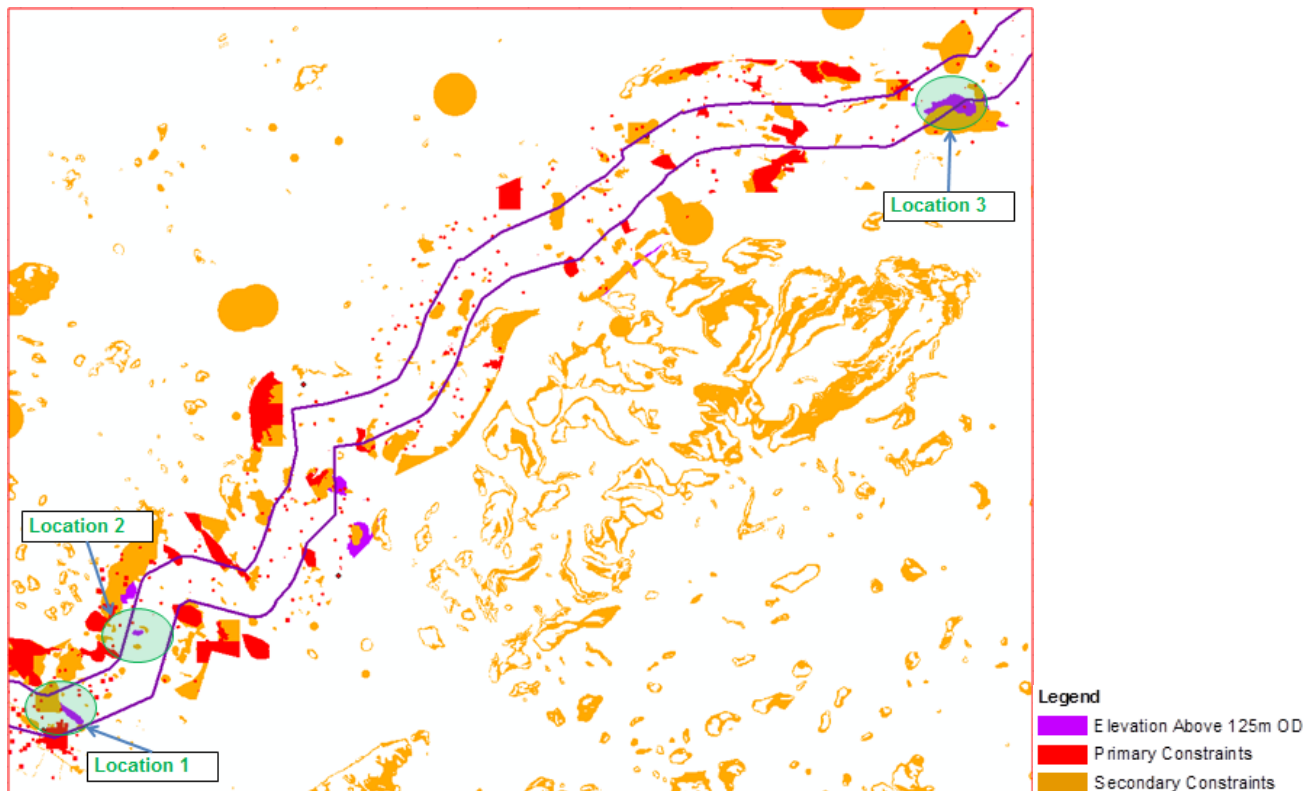 Location 3
Location 2
Location 1
Legend
Elevation Above 125m OD
Primary Constraints
Secondary Constraints